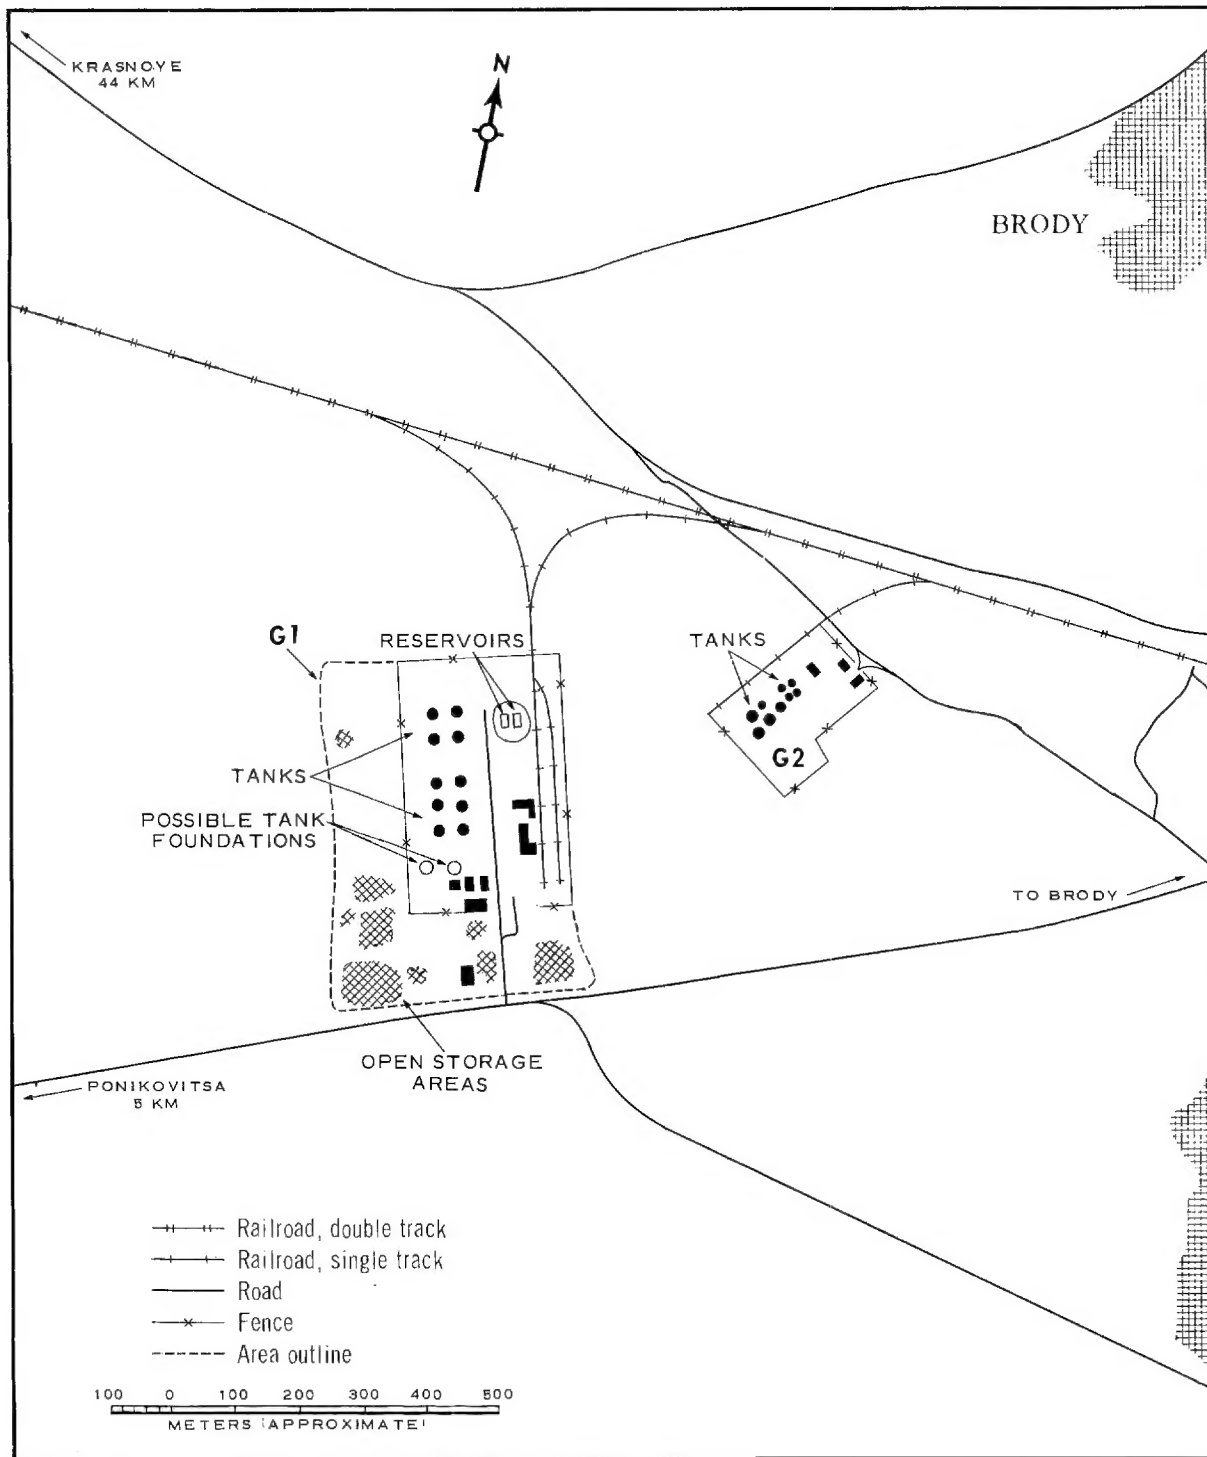 KRASNOYE
44 KM
N
BRODY
G1
RESERVOIRS
TANKS
TANKS
G2
POSSIBLE TANK
FOUNDATIONS
TO BRODY
OPEN STORAGE
AREAS
PONIKOVITSA
5 KM
Railroad, double track
Railroad, single track
Road
Fence
Area outline
100 0 100 200 300 400 500
METERS (APPROXIMATE)